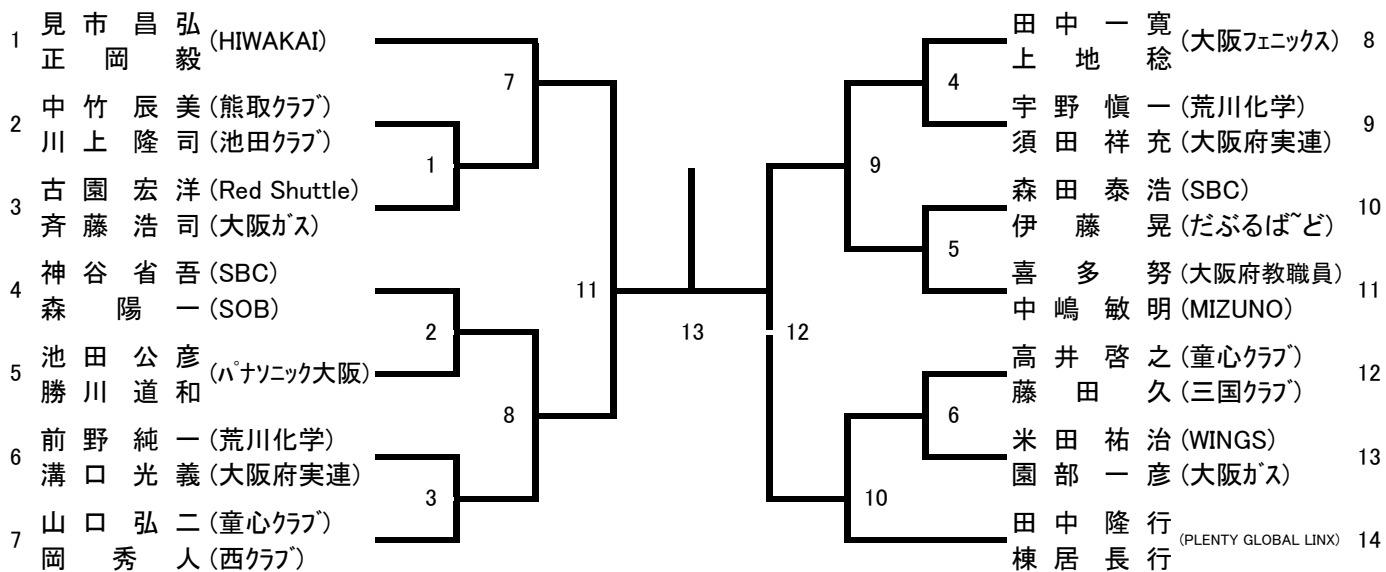 1 見市昌弘 (HIWAKAI)
正岡毅
2 中竹辰美 (熊取ｸﾗﾌﾞ)
川上隆司 (池田ｸﾗﾌﾞ)
3 古園宏洋 (Red Shuttle)
斉藤浩司 (大阪ｶﾞｽ)
4 神谷省吾 (SBC)
森陽一 (SOB)
5 池田公彦 (ﾊﾟﾅｿﾆｯｸ大阪)
勝川道和
6 前野純一 (荒川化学)
溝口光義 (大阪府実連)
7 山口弘二 (童心ｸﾗﾌﾞ)
岡秀人 (西ｸﾗﾌﾞ)
7
1
2
8
3
11
13
12
4
9
5
6
10
田中一寛 (大阪ﾌｪﾆｯｸｽ) 8
上地稔
宇野愼一 (荒川化学) 9
須田祥充 (大阪府実連)
森田泰浩 (SBC) 10
伊藤晃 (だぶるば~ど)
喜多努 (大阪府教職員) 11
中嶋敏明 (MIZUNO)
高井啓之 (童心ｸﾗﾌﾞ) 12
藤田久 (三国ｸﾗﾌﾞ)
米田祐治 (WINGS) 13
園部一彦 (大阪ｶﾞｽ)
田中隆行 (PLENTY GLOBAL LINX) 14
棟居長行